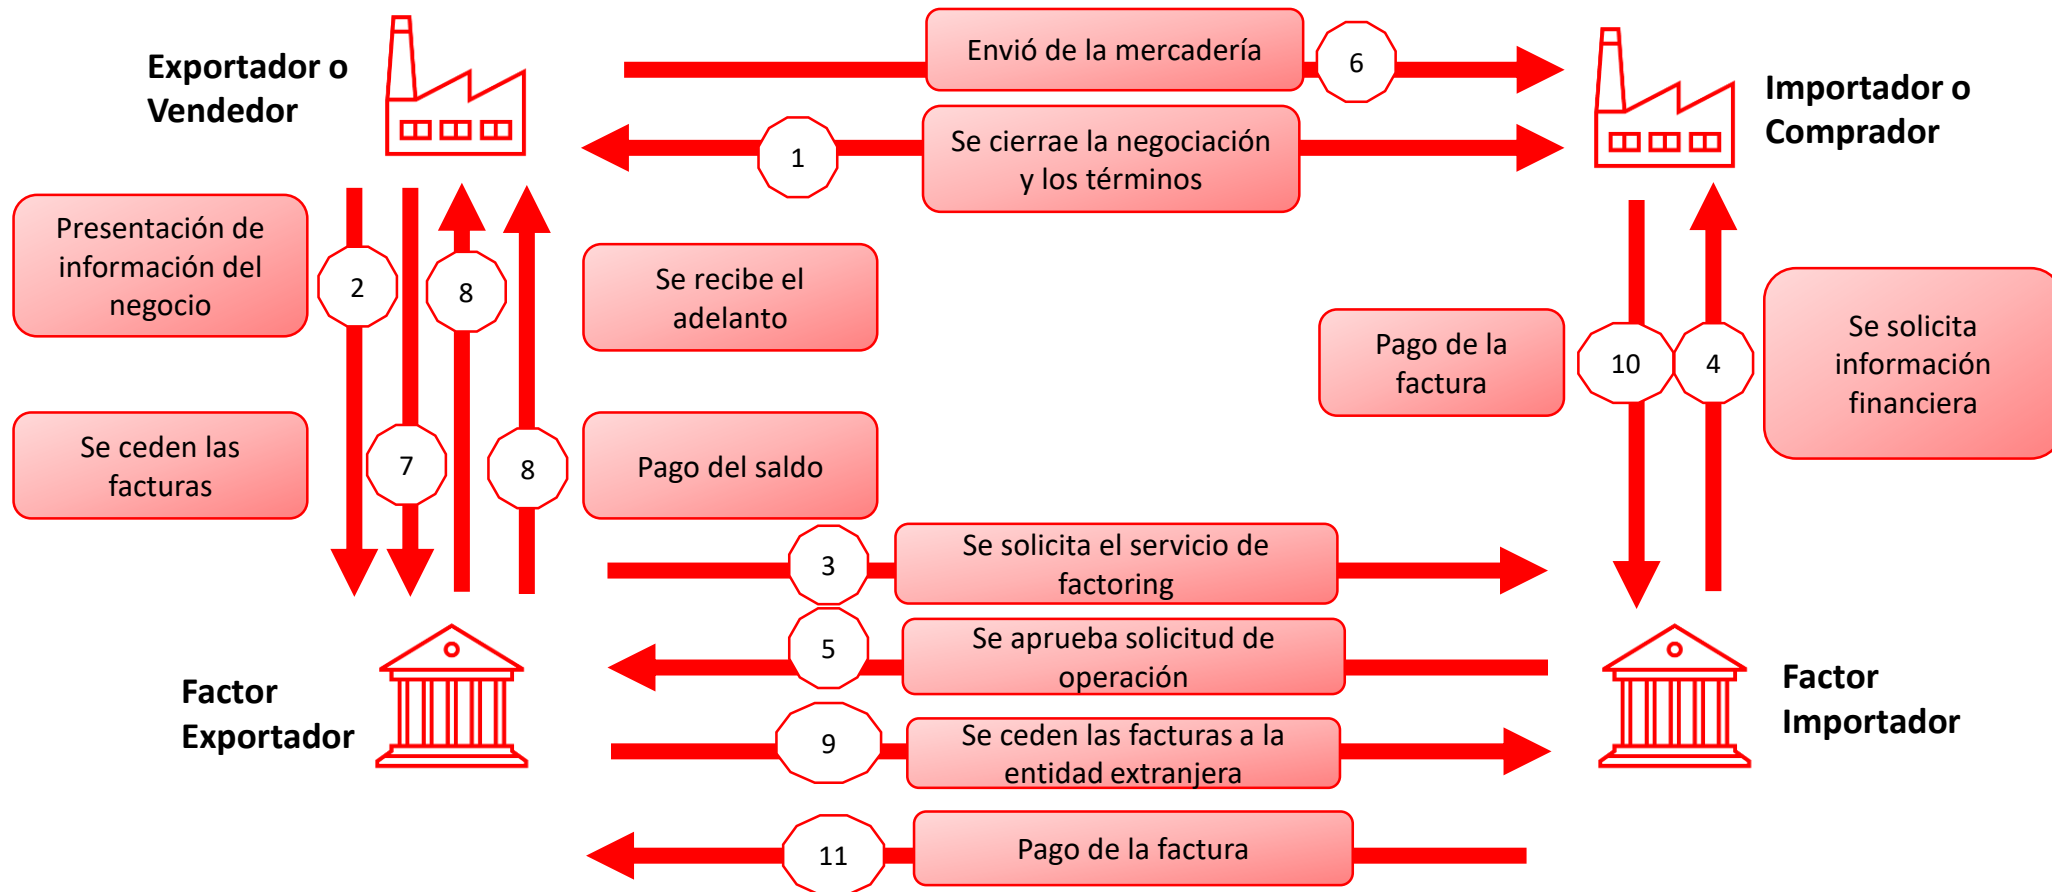 Exportador o
Vendedor
Envió de la mercadería
6
Importador o
Comprador
1
Se cierrae la negociación
y los términos
Presentación de
información del
negocio
2
8
Se recibe el
adelanto
Pago de la
factura
10
4
Se solicita
información
financiera
Se ceden las
facturas
7
8
Pago del saldo
3
Se solicita el servicio de
factoring
5
Se aprueba solicitud de
operación
Factor
Exportador
Factor
Importador
9
Se ceden las facturas a la
entidad extranjera
11
Pago de la factura